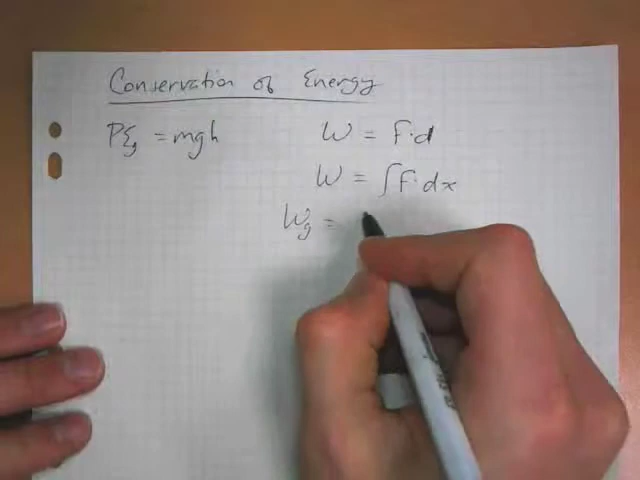 Conservation of Energy
PEg = mgh
W = F·d
W = ∫F·dx
Wg =